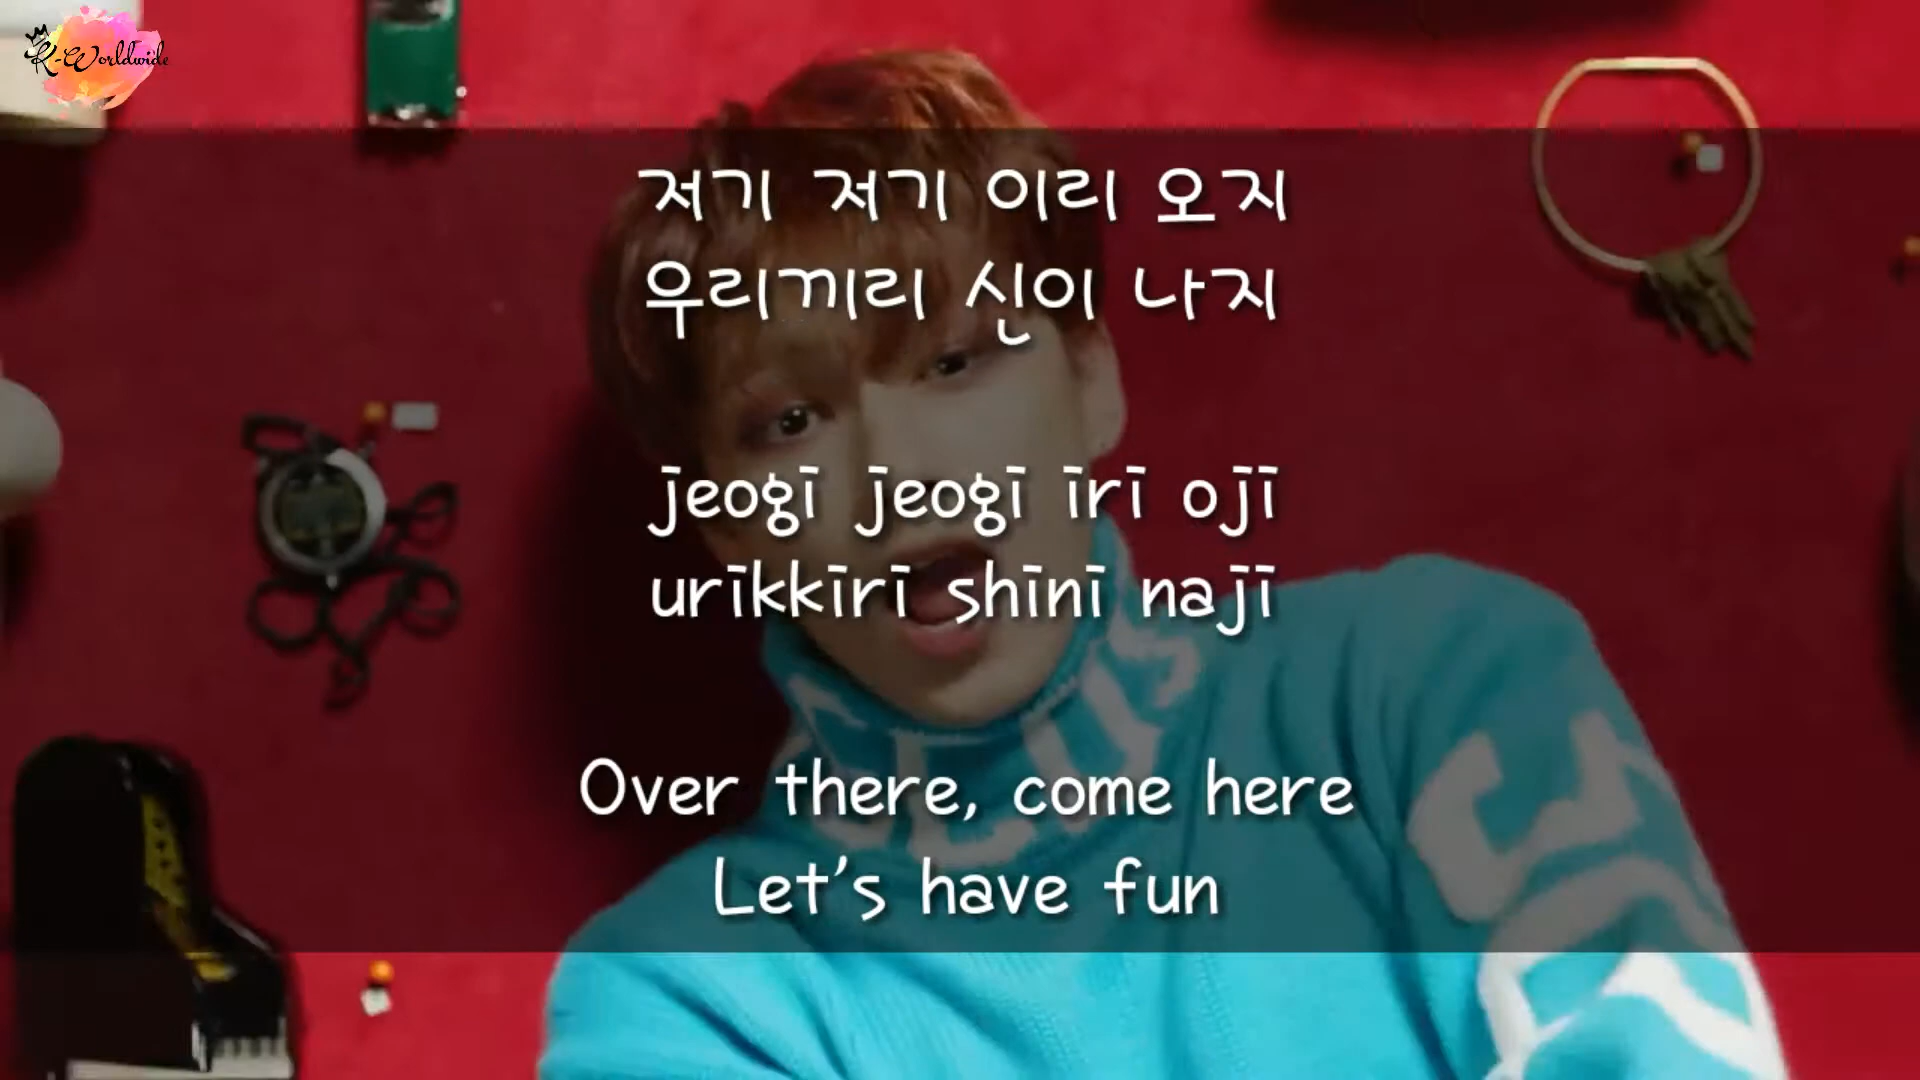 K-Worldwide
저기 저기 이리 오지
우리끼리 신이 나지
jeogi jeogi iri oji
urikkiri shini naji
Over there, come here
Let's have fun